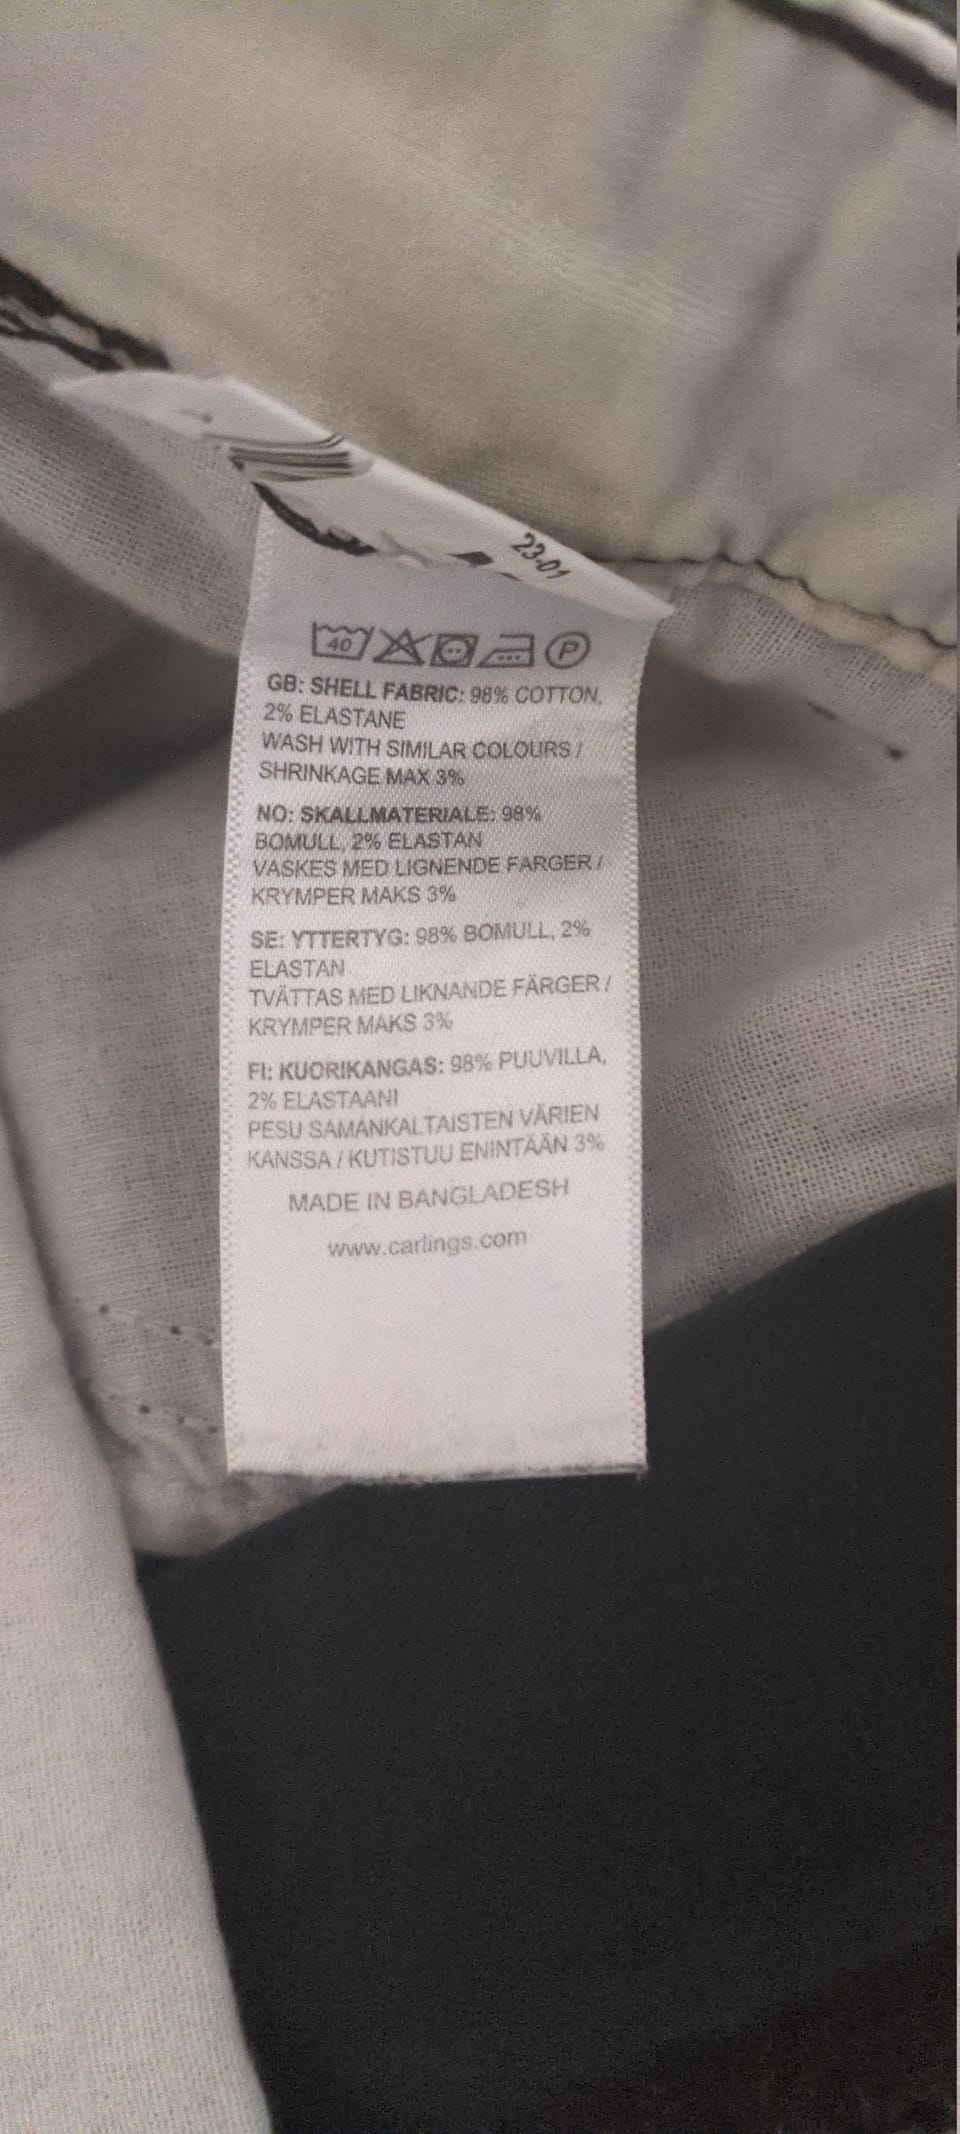 23-01
40 P
GB: SHELL FABRIC: 98% COTTON,
2% ELASTANE
WASH WITH SIMILAR COLOURS /
SHRINKAGE MAX 3%
NO: SKALLMATERIALE: 98%
BOMULL, 2% ELASTAN
VASKES MED LIGNENDE FARGER /
KRYMPER MAKS 3%
SE: YTTERTYG: 98% BOMULL, 2%
ELASTAN
TVÄTTAS MED LIKNANDE FÄRGER /
KRYMPER MAKS 3%
FI: KUORIKANGAS: 98% PUUVILLA,
2% ELASTAANI
PESU SAMANKALTAISTEN VÄRIEN
KANSSA / KUTISTUU ENINTÄÄN 3%
MADE IN BANGLADESH
www.carlings.com